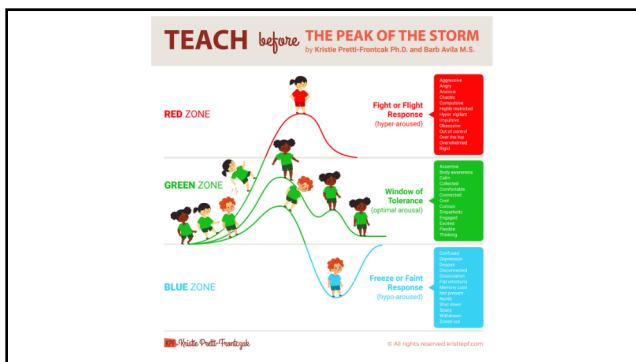 TEACH before THE PEAK OF THE STORM
by Kristie Pretti-Frontczak Ph.D. and Barb Avila M.S.
RED ZONE
Fight or Flight
Response
(hyper-aroused)
Aggressive
Angry
Anxious
Chaotic
Compulsive
Highly restricted
Hyper vigilant
Impulsive
Obsessive
Out of control
Over the top
Overwhelmed
Rigid
GREEN ZONE
Window of
Tolerance
(optimal arousal)
Assertive
Body awareness
Calm
Collected
Comfortable
Connected
Cool
Curious
Empathetic
Engaged
Excited
Flexible
Thinking
BLUE ZONE
Freeze or Faint
Response
(hypo-aroused)
Confused
Depression
Despair
Disconnected
Dissociation
Flat emotions
Memory Loss
Not present
Numb
Shut down
Spacy
Withdrawn
Zoned out
Kristie Pretti-Frontczak
© All rights reserved kristiepf.com